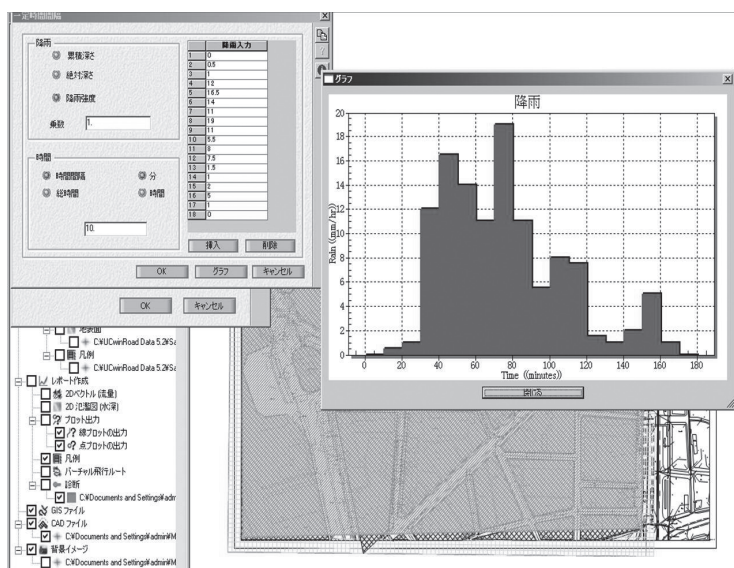 一定時間間隔
降雨
累積深さ
絶対深さ
降雨強度
乗数
1.
時間
時間間隔
分
総時間
時間
10.
降雨入力
1 0
2 0.5
3 1
4 12
5 16.5
6 14
7 11
8 19
9 11
10 5.5
11 8
12 7.5
13 1.5
14 1
15 2
16 5
17 1
18 0
挿入
削除
OK
グラフ
キャンセル
OK
キャンセル
グラフ
降雨
Rain ((mm/hr))
20
18
16
14
12
10
8
6
4
2
0
0 20 40 60 80 100 120 140 160 180
Time ((minutes))
閉じる
地表面
C:¥UCwinRoad Data 5.2¥Sa
凡例
C:¥UCwinRoad Data 5.2¥Sa
レポート作成
2Dベクトル (流量)
2D 氾濫図 (水深)
プロット出力
線プロットの出力
点プロットの出力
凡例
バーチャル飛行ルート
診断
C:¥Documents and Settings¥adm
GIS ファイル
CAD ファイル
C:¥Documents and Settings¥admin¥M
背景イメージ
C:¥Documents and Settings¥admin¥M